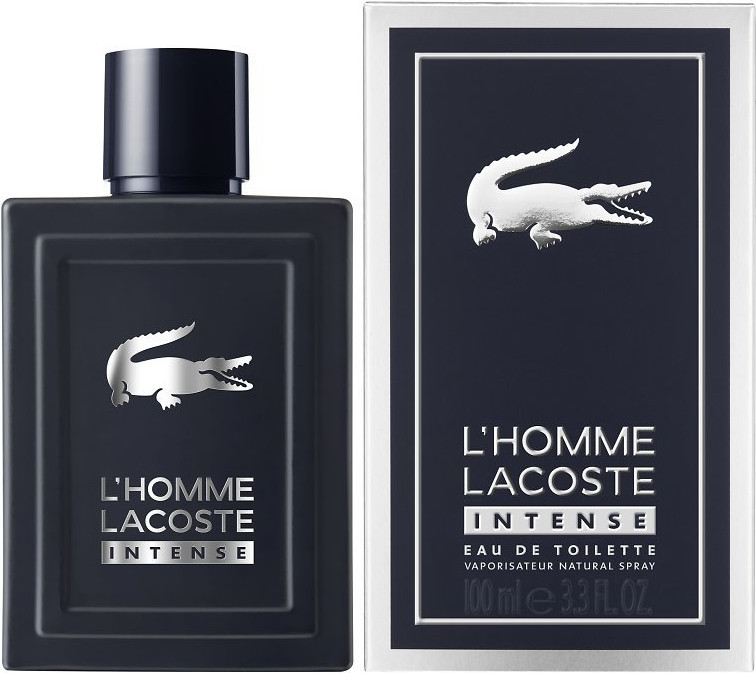 L'HOMME
LACOSTE
INTENSE
L'HOMME
LACOSTE
INTENSE
EAU DE TOILETTE
VAPORISATEUR NATURAL SPRAY
100 ml e 3.3 FL. OZ.